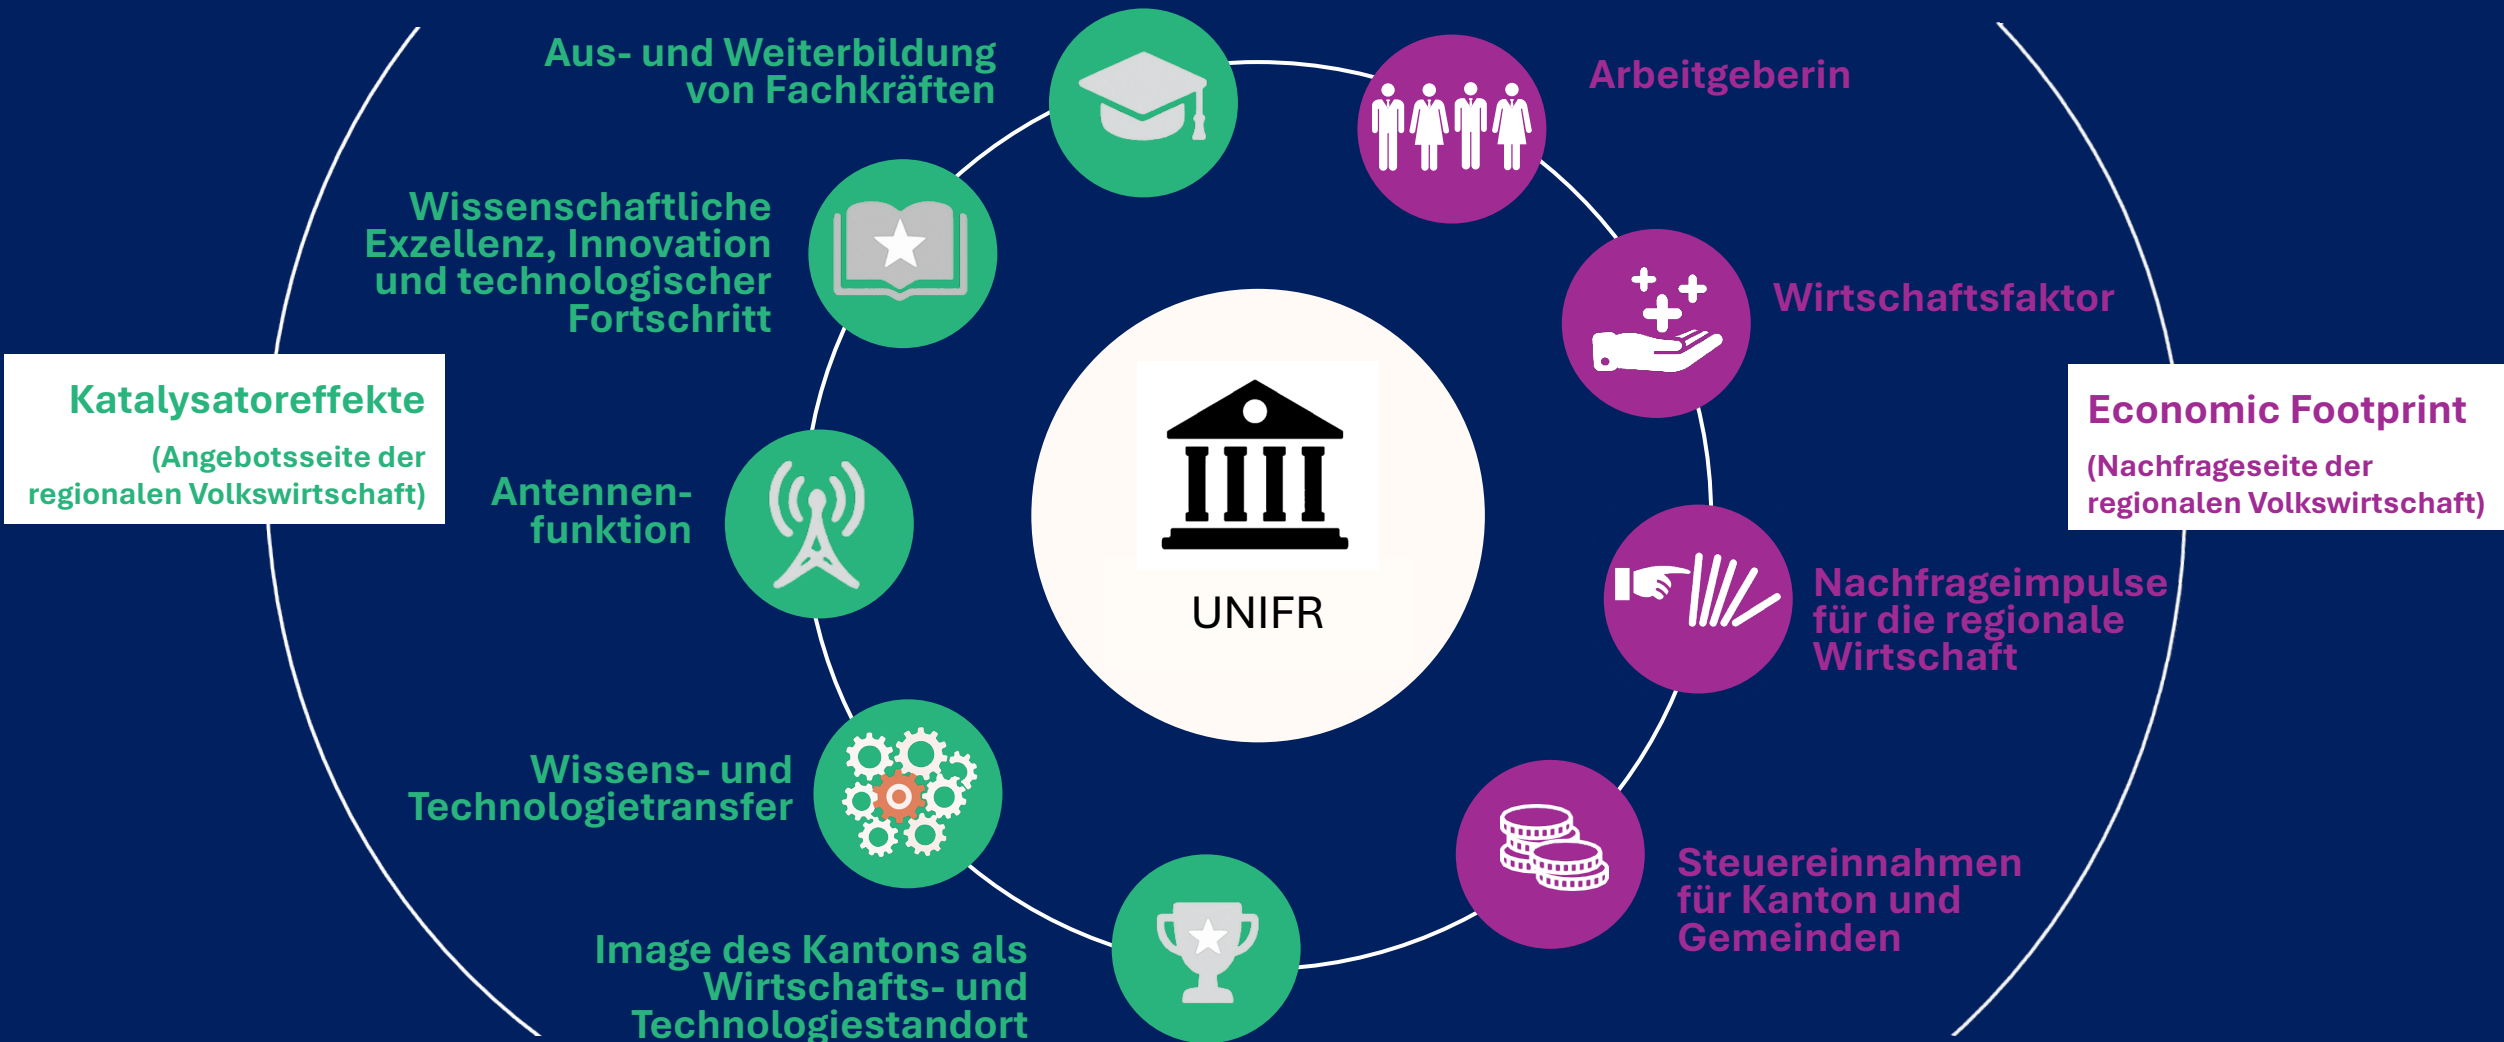 Aus- und Weiterbildung
von Fachkräften
Wissenschaftliche
Exzellenz, Innovation
und technologischer
Fortschritt
Katalysatoreffekte
(Angebotsseite der
regionalen Volkswirtschaft)
Antennen-
funktion
Wissens- und
Technologietransfer
Image des Kantons als
Wirtschafts- und
Technologiestandort
UNIFR
Arbeitgeberin
Wirtschaftsfaktor
Economic Footprint
(Nachfrageseite der
regionalen Volkswirtschaft)
Nachfrageimpulse
für die regionale
Wirtschaft
Steuereinnahmen
für Kanton und
Gemeinden